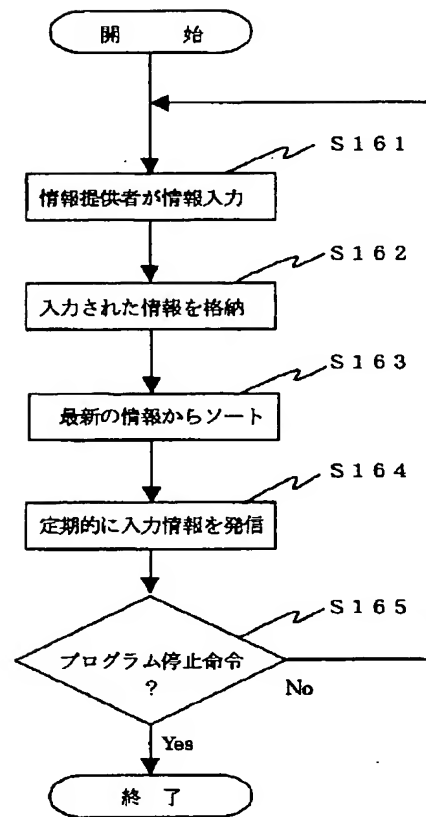 開 始
S161
情報提供者が情報入力
S162
入力された情報を格納
S163
最新の情報からソート
S164
定期的に入力情報を発信
S165
プログラム停止命令
?
No
Yes
終 了